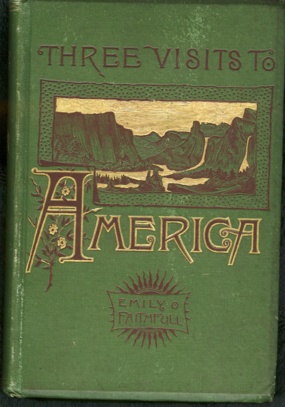 THREE VISITS TO
AMERICA
EMILY
FAITHFULL